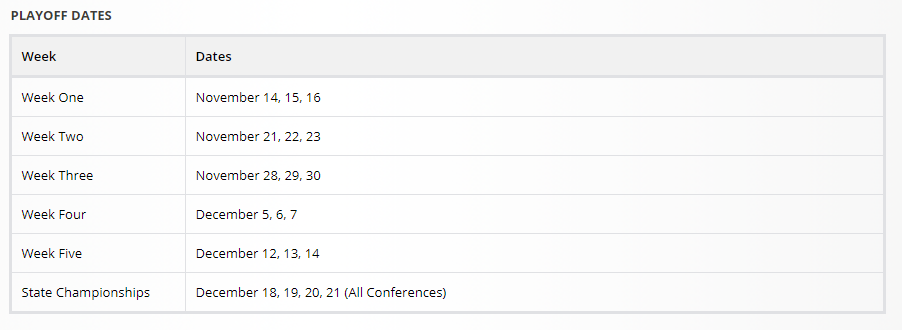 PLAYOFF DATES
Week Dates
Week One November 14, 15, 16
Week Two November 21, 22, 23
Week Three November 28, 29, 30
Week Four December 5, 6, 7
Week Five December 12, 13, 14
State Championships December 18, 19, 20, 21 (All Conferences)